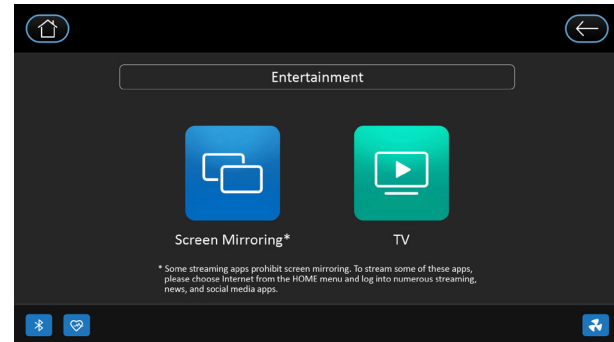 Entertainment
Screen Mirroring*
TV
* Some streaming apps prohibit screen mirroring. To stream some of these apps,
please choose Internet from the HOME menu and log into numerous streaming,
news, and social media apps.